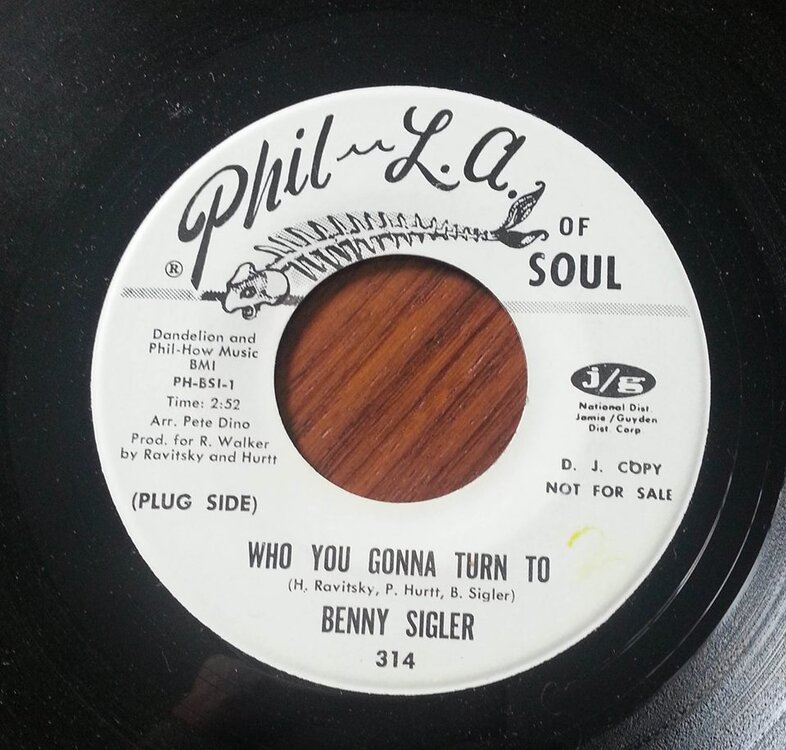 Phil-L.A.
OF
SOUL
®
Dandelion and
Phil-How Music
BMI
PH-BSI-1
Time: 2:52
Arr. Pete Dino
Prod. for R. Walker
by Ravitsky and Hurtt
(PLUG SIDE)
j/g
National Dist.
Jamie/Guyden
Dist. Corp
D. J. COPY
NOT FOR SALE
WHO YOU GONNA TURN TO
(H. Ravitsky, P. Hurtt, B. Sigler)
BENNY SIGLER
314